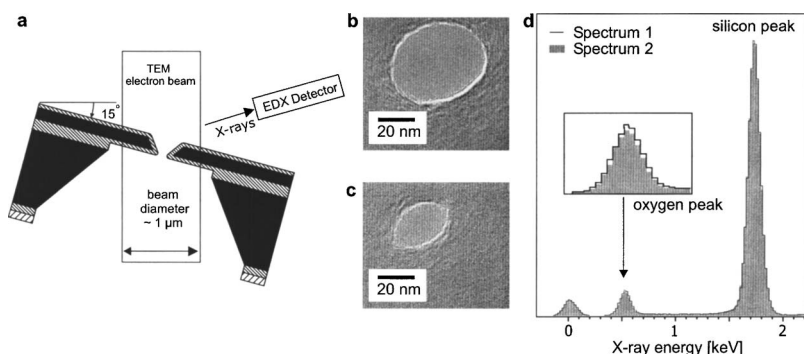 a
TEM
electron beam
15°
X-rays
EDX Detector
beam
diameter
~ 1 µm
b
20 nm
c
20 nm
d
Spectrum 1
Spectrum 2
silicon peak
oxygen peak
0
1
2
X-ray energy [keV]